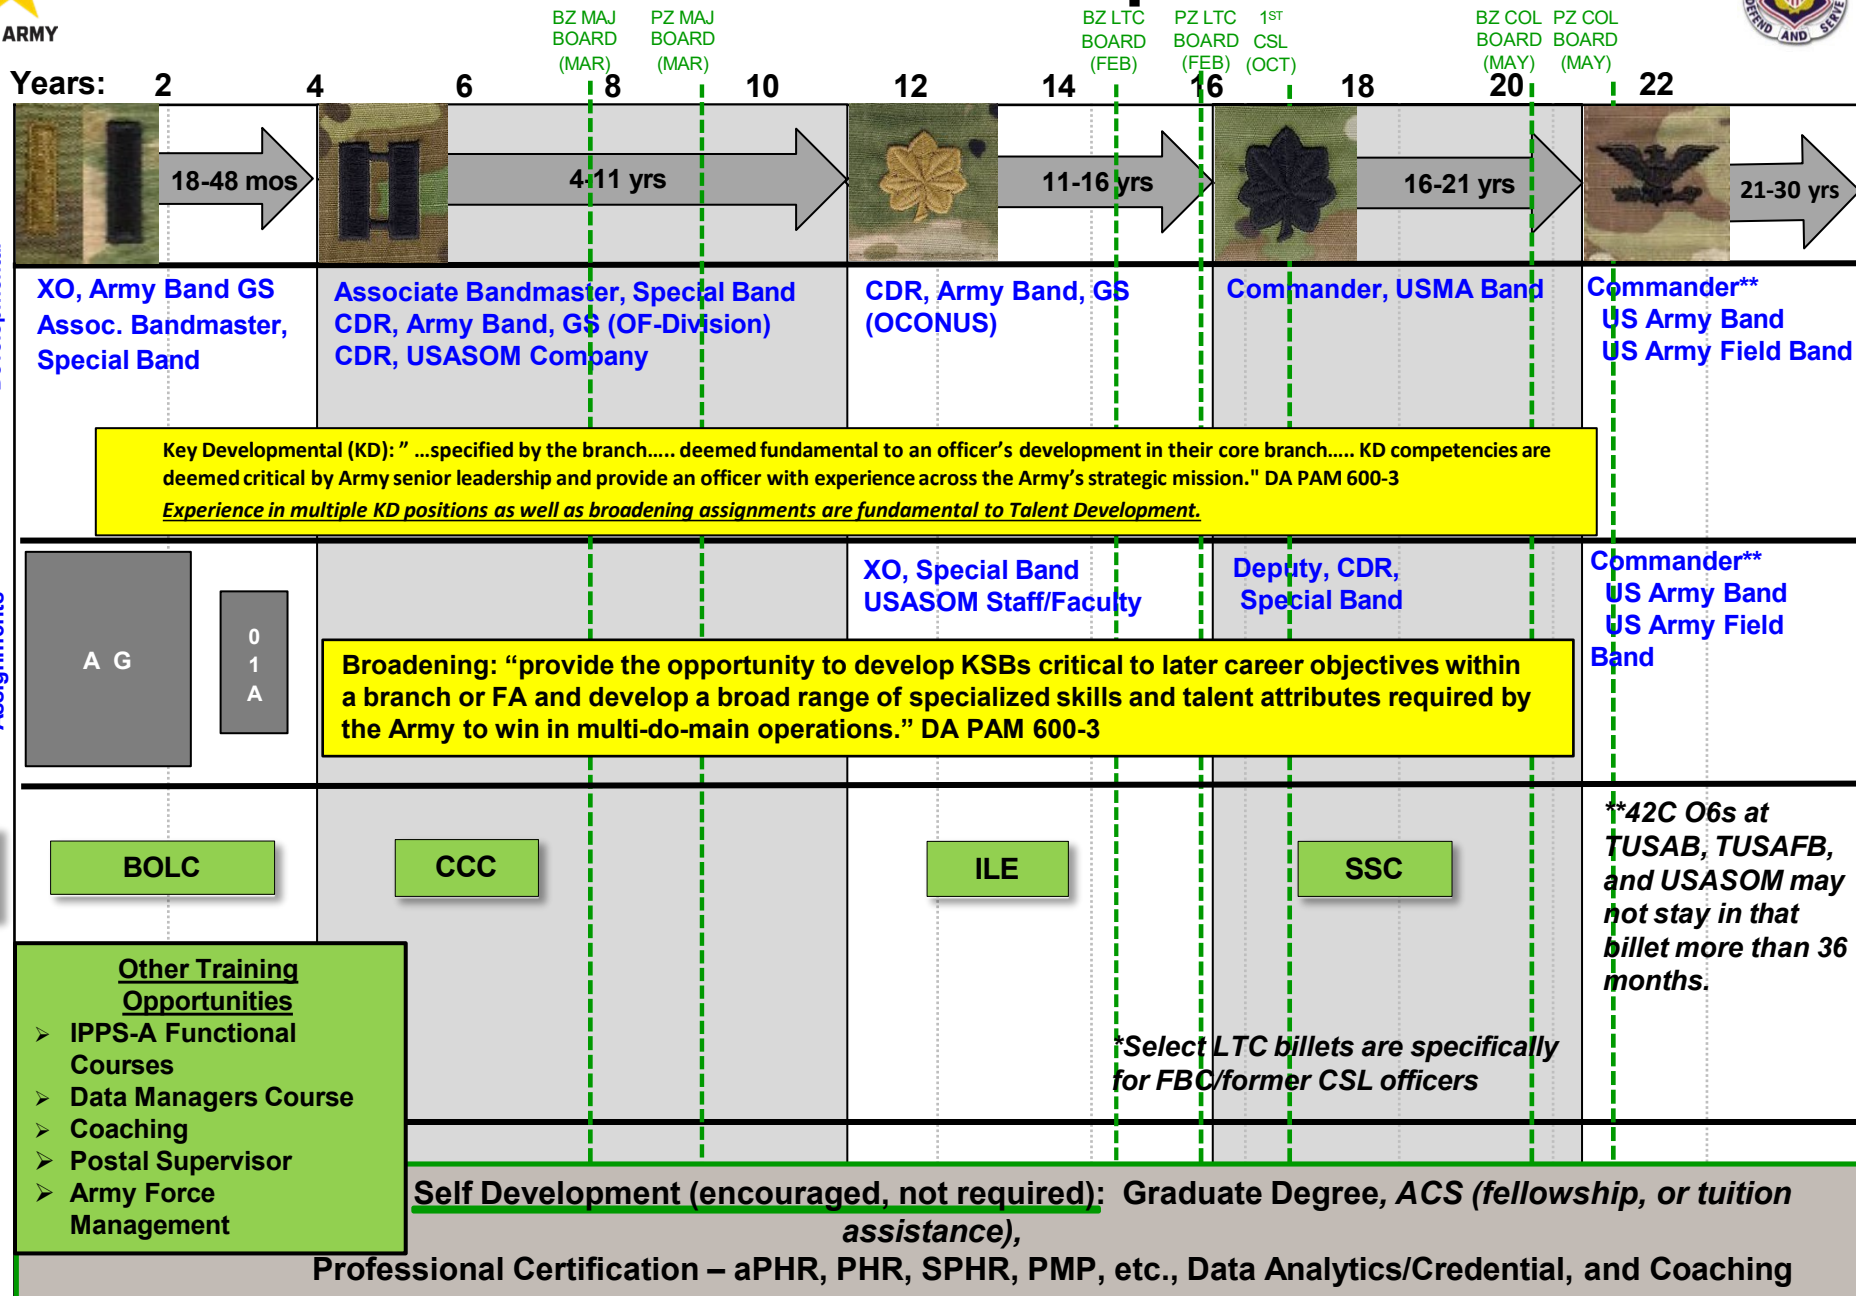 ARMY
BZ MAJ
BOARD
(MAR)
PZ MAJ
BOARD
(MAR)
BZ LTC
BOARD
(FEB)
PZ LTC
BOARD
(FEB)
1ST
CSL
(OCT)
BZ COL
BOARD
(MAY)
PZ COL
BOARD
(MAY)
DEFEND AND SERVE
Years: 2 4 6 8 10 12 14 16 18 20 22
18-48 mos
4-11 yrs
11-16 yrs
16-21 yrs
21-30 yrs
XO, Army Band GS
Assoc. Bandmaster,
Special Band
Associate Bandmaster, Special Band
CDR, Army Band, GS (OF-Division)
CDR, USASOM Company
CDR, Army Band, GS
(OCONUS)
Commander, USMA Band
Commander**
US Army Band
US Army Field Band
Key Developmental (KD): ” …specified by the branch….. deemed fundamental to an officer’s development in their core branch….. KD competencies are
deemed critical by Army senior leadership and provide an officer with experience across the Army’s strategic mission." DA PAM 600-3
Experience in multiple KD positions as well as broadening assignments are fundamental to Talent Development.
Assignments
A G
0
1
A
XO, Special Band
USASOM Staff/Faculty
Deputy, CDR,
Special Band
Commander**
US Army Band
US Army Field
Band
Broadening: “provide the opportunity to develop KSBs critical to later career objectives within
a branch or FA and develop a broad range of specialized skills and talent attributes required by
the Army to win in multi-do-main operations.” DA PAM 600-3
BOLC
CCC
ILE
SSC
**42C O6s at
TUSAB, TUSAFB,
and USASOM may
not stay in that
billet more than 36
months.
*Select LTC billets are specifically
for FBC/former CSL officers
Other Training
Opportunities
➢ IPPS-A Functional
Courses
➢ Data Managers Course
➢ Coaching
➢ Postal Supervisor
➢ Army Force
Management
Self Development (encouraged, not required): Graduate Degree, ACS (fellowship, or tuition
assistance),
Professional Certification – aPHR, PHR, SPHR, PMP, etc., Data Analytics/Credential, and Coaching